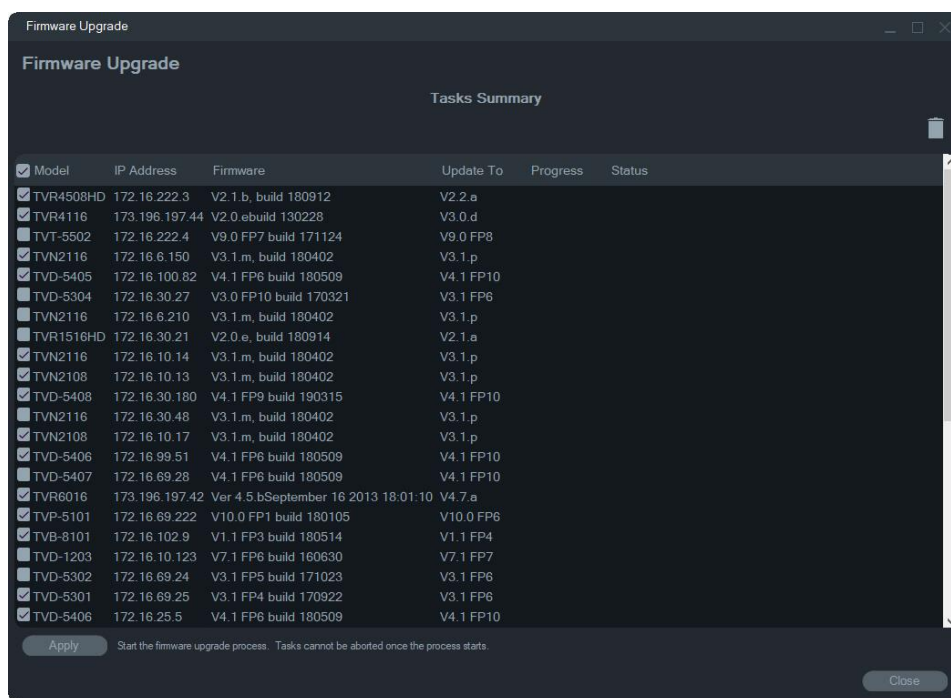 Firmware Upgrade
Firmware Upgrade
Tasks Summary
Model IP Address Firmware Update To Progress Status
TVR4508HD 172.16.222.3 V2.1.b, build 180912 V2.2.a
TVR4116 173.196.197.44 V2.0.ebuild 130228 V3.0.d
TVT-5502 172.16.222.4 V9.0 FP7 build 171124 V9.0 FP8
TVN2116 172.16.6.150 V3.1.m, build 180402 V3.1.p
TVD-5405 172.16.100.82 V4.1 FP6 build 180509 V4.1 FP10
TVD-5304 172.16.30.27 V3.0 FP10 build 170321 V3.1 FP6
TVN2116 172.16.6.210 V3.1.m, build 180402 V3.1.p
TVR1516HD 172.16.30.21 V2.0.e, build 180914 V2.1.a
TVN2116 172.16.10.14 V3.1.m, build 180402 V3.1.p
TVN2108 172.16.10.13 V3.1.m, build 180402 V3.1.p
TVD-5408 172.16.30.180 V4.1 FP9 build 190315 V4.1 FP10
TVN2116 172.16.30.48 V3.1.m, build 180402 V3.1.p
TVN2108 172.16.10.17 V3.1.m, build 180402 V3.1.p
TVD-5406 172.16.99.51 V4.1 FP6 build 180509 V4.1 FP10
TVD-5407 172.16.69.28 V4.1 FP6 build 180509 V4.1 FP10
TVR6016 173.196.197.42 Ver 4.5.bSeptember 16 2013 18:01:10 V4.7.a
TVP-5101 172.16.69.222 V10.0 FP1 build 180105 V10.0 FP6
TVB-8101 172.16.102.9 V1.1 FP3 build 180514 V1.1 FP4
TVD-1203 172.16.10.123 V7.1 FP6 build 160630 V7.1 FP7
TVD-5302 172.16.69.24 V3.1 FP5 build 171023 V3.1 FP6
TVD-5301 172.16.69.25 V3.1 FP4 build 170922 V3.1 FP6
TVD-5406 172.16.25.5 V4.1 FP6 build 180509 V4.1 FP10
Apply Start the firmware upgrade process. Tasks cannot be aborted once the process starts.
Close